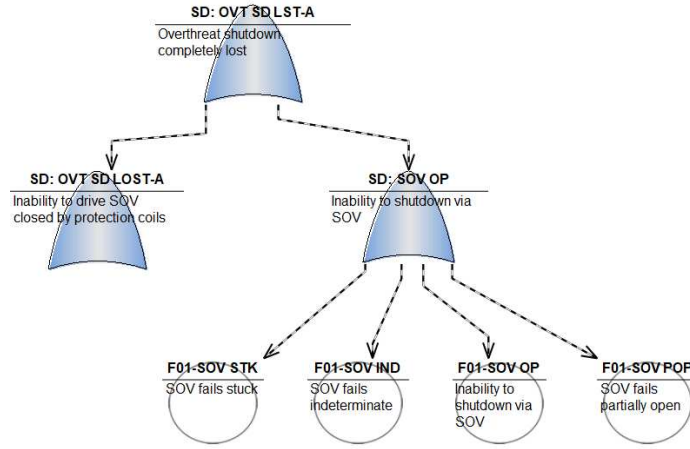 SD: OVT SD LST-A
Overthreat shutdown
completely lost
SD: OVT SD LOST-A
Inability to drive SOV
closed by protection coils
SD: SOV OP
Inability to shutdown via
SOV
F01-SOV STK
SOV fails stuck
F01-SOV IND
SOV fails
indeterminate
F01-SOV OP
Inability to
shutdown via
SOV
F01-SOV POP
SOV fails
partially open